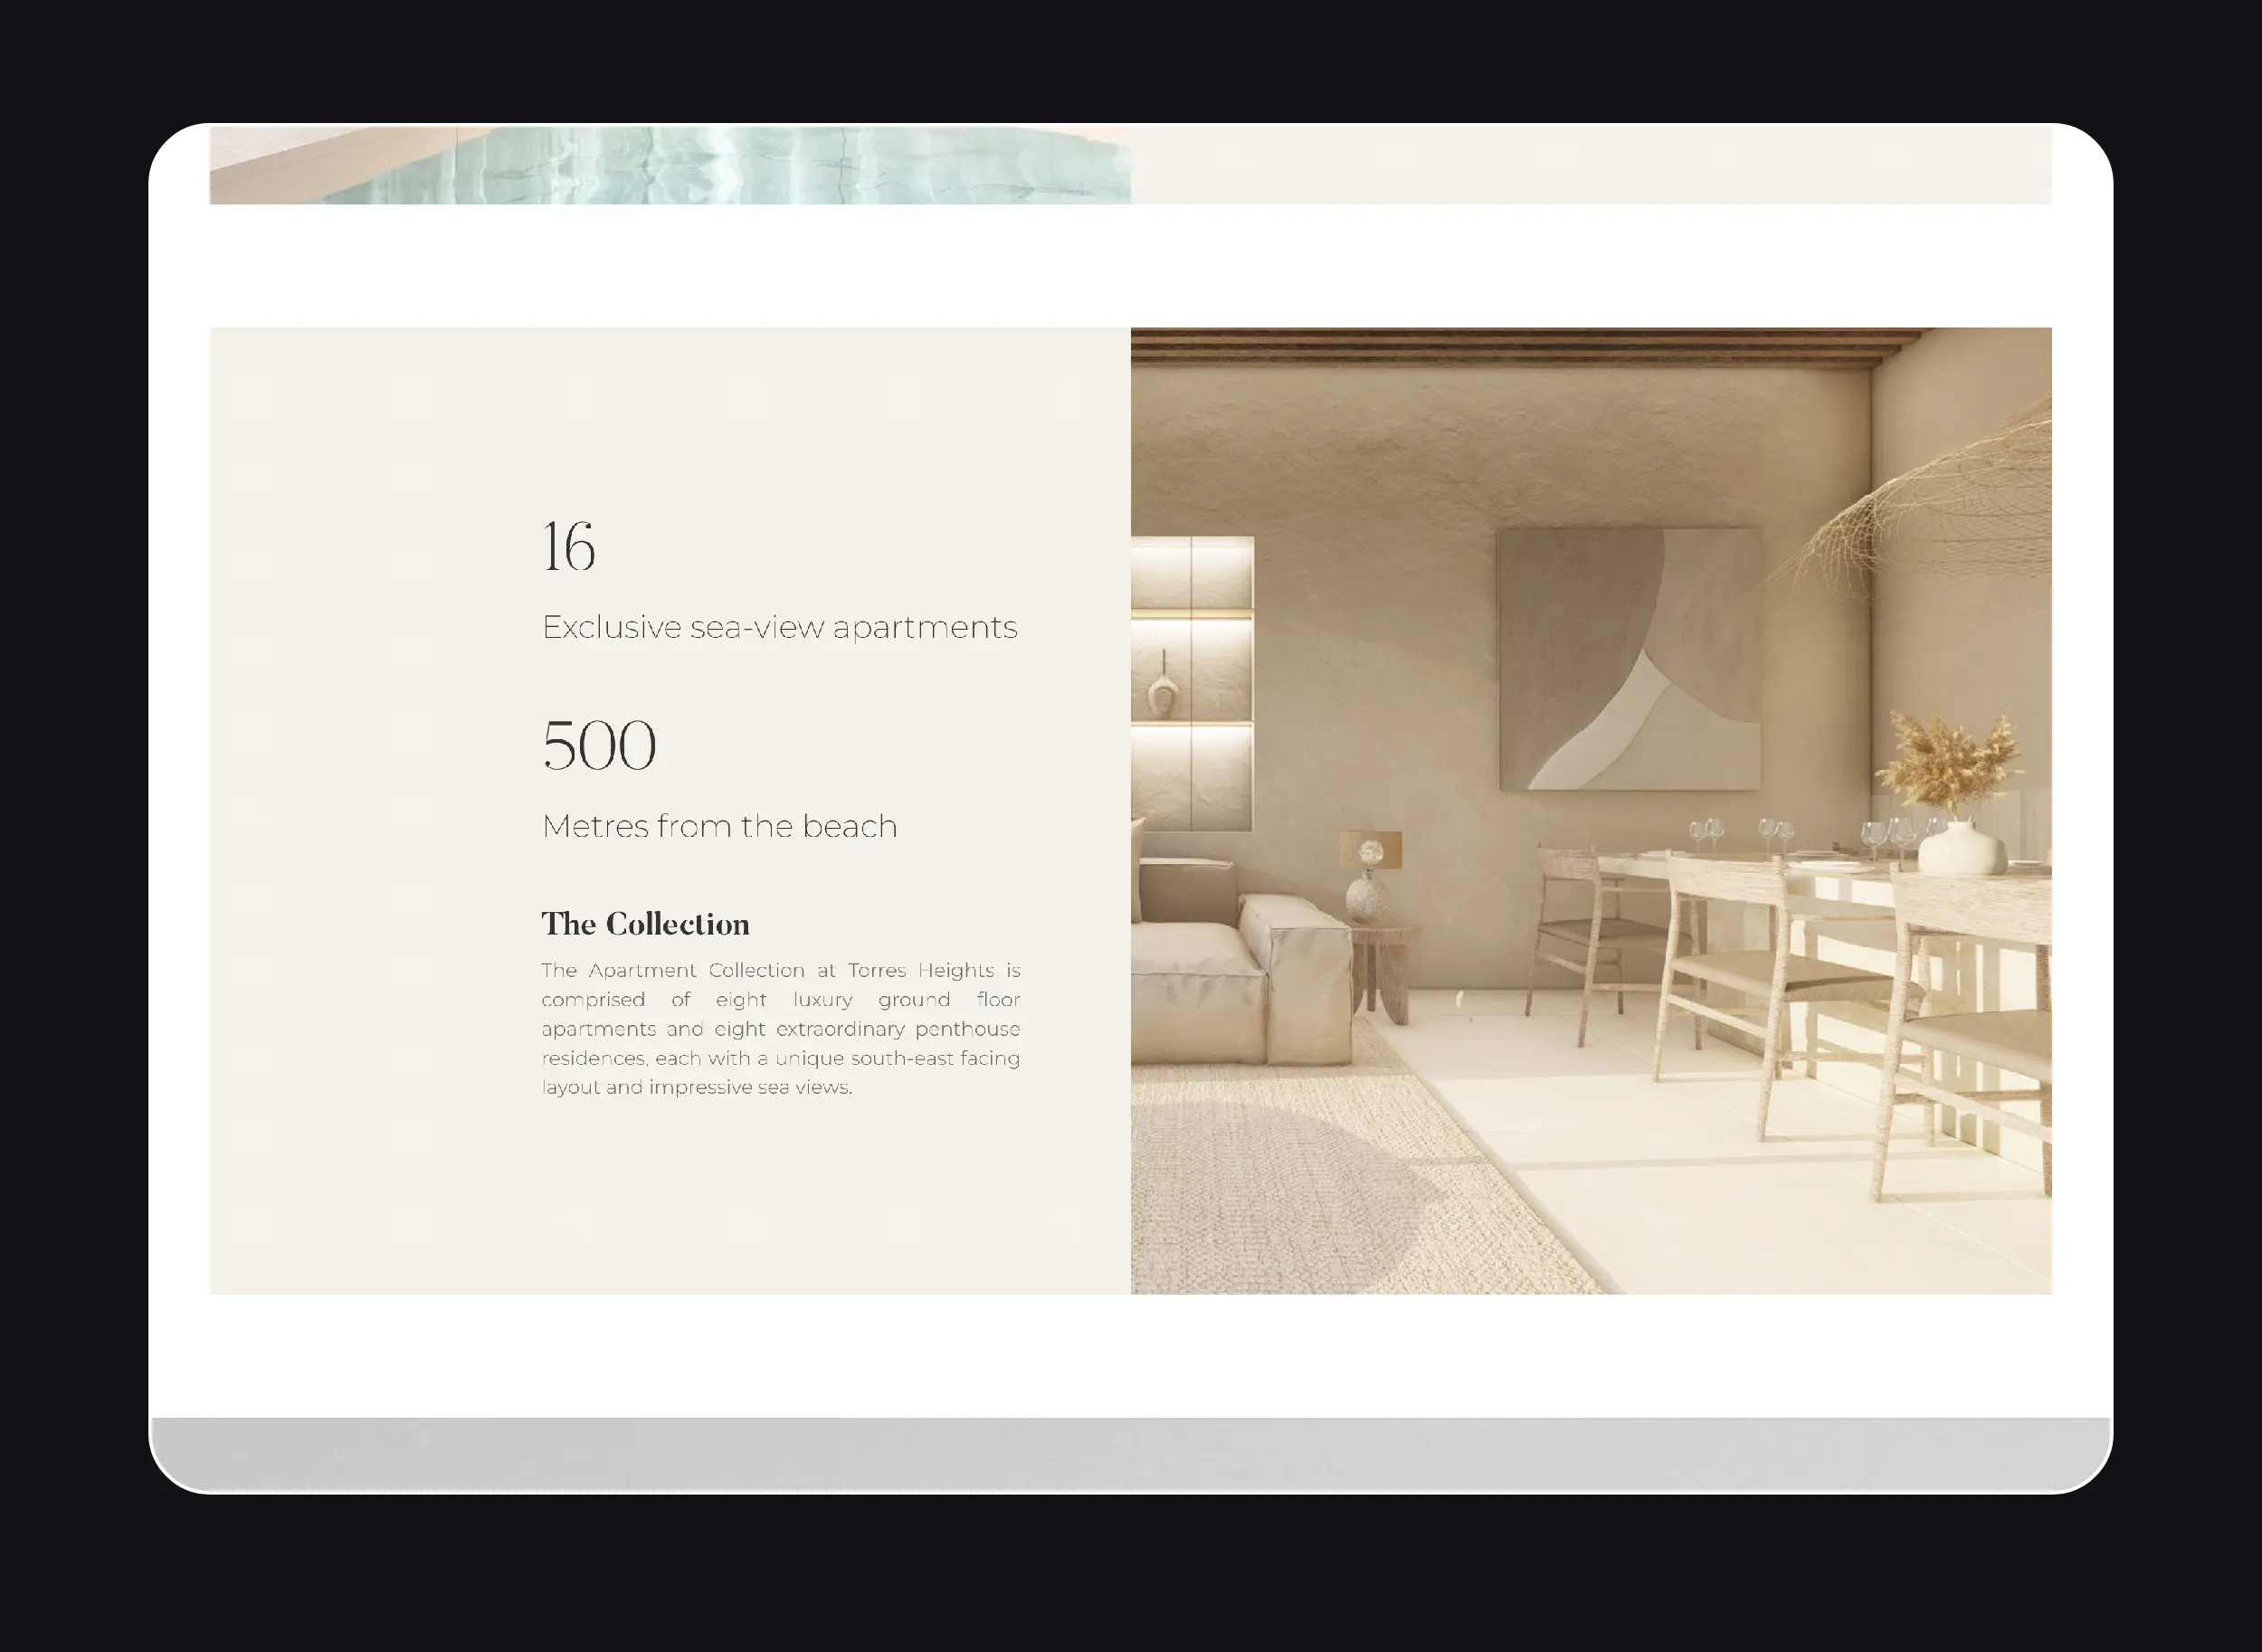 16
Exclusive sea-view apartments
500
Metres from the beach
The Collection
The Apartment Collection at Torres Heights is
comprised of eight luxury ground floor
apartments and eight extraordinary penthouse
residences, each with a unique south-east facing
layout and impressive sea views.